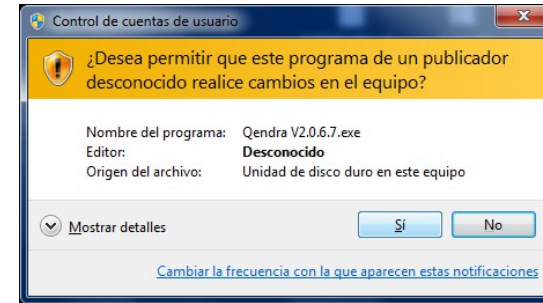 Control de cuentas de usuario
¿Desea permitir que este programa de un publicador
desconocido realice cambios en el equipo?
Nombre del programa: Qendra V2.0.6.7.exe
Editor: Desconocido
Origen del archivo: Unidad de disco duro en este equipo
Mostrar detalles Sí No
Cambiar la frecuencia con la que aparecen estas notificaciones